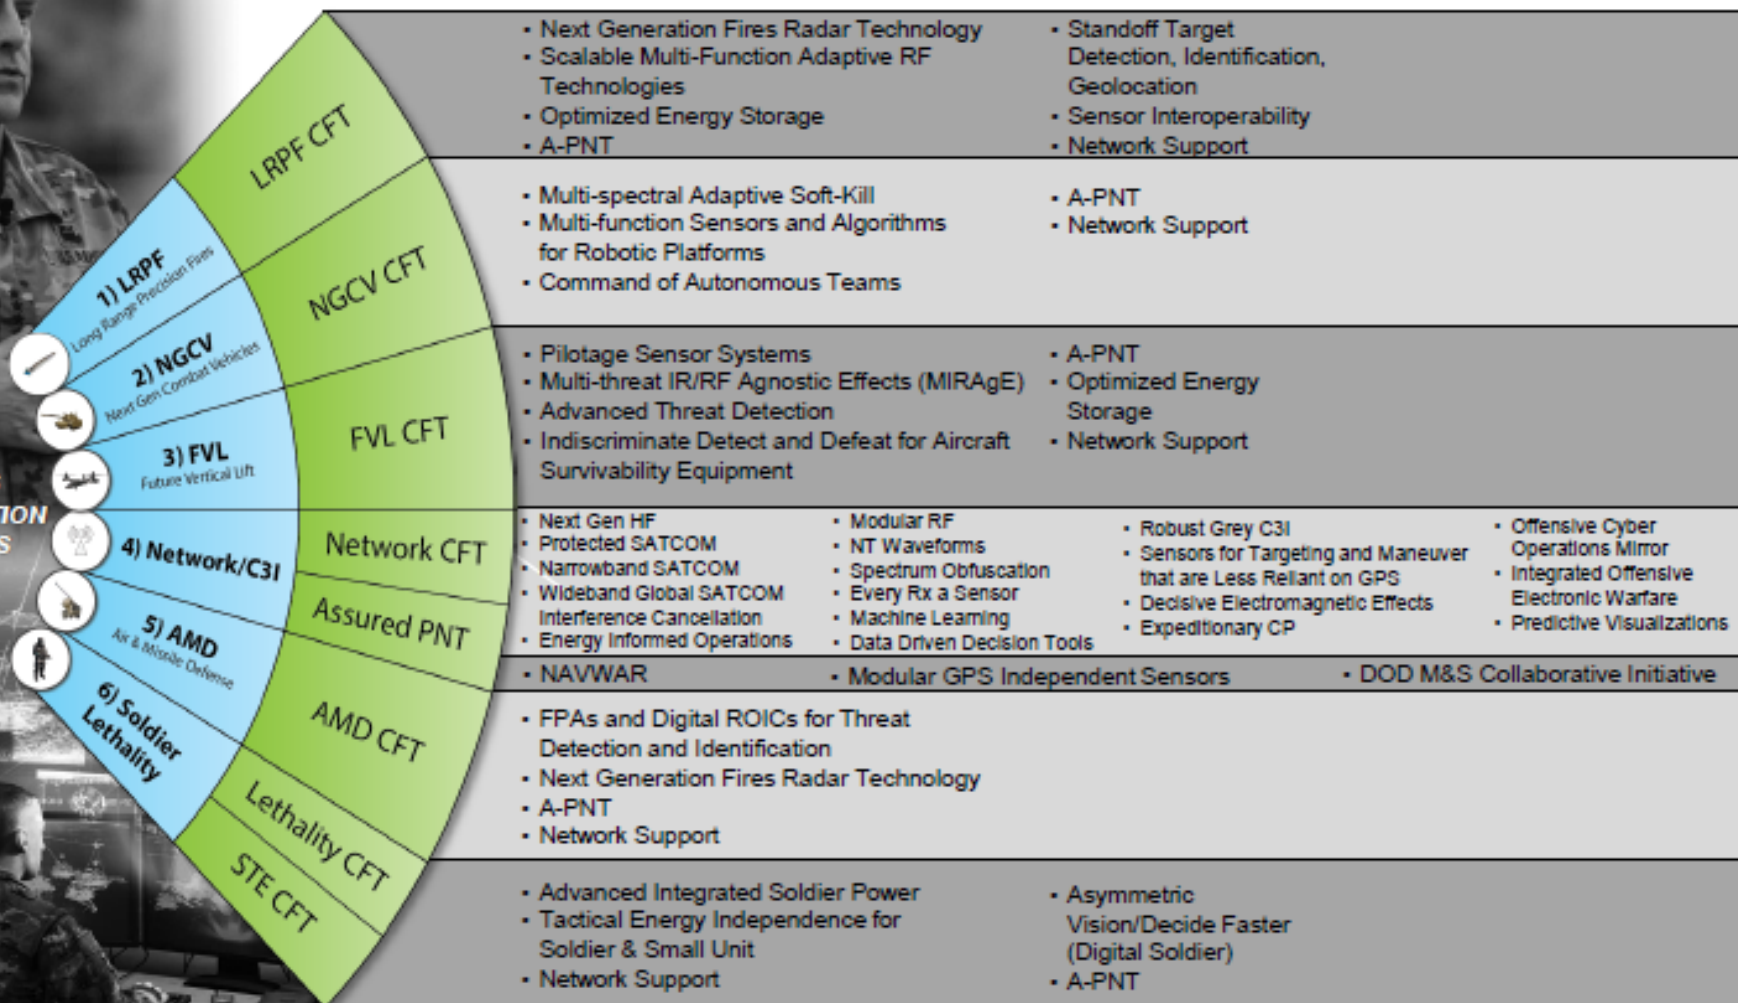 1) LRPF
Long Range Precision Fires
2) NGCV
Next Gen Combat Vehicles
3) FVL
Future Vertical Lift
4) Network/C3I
5) AMD
Air & Missile Defense
6) Soldier
Lethality
LRPF CFT
NGCV CFT
FVL CFT
Network CFT
Assured PNT
AMD CFT
Lethality CFT
STE CFT
▪ Next Generation Fires Radar Technology
▪ Scalable Multi-Function Adaptive RF
Technologies
▪ Optimized Energy Storage
▪ A-PNT
▪ Standoff Target
Detection, Identification,
Geolocation
▪ Sensor Interoperability
▪ Network Support
▪ Multi-spectral Adaptive Soft-Kill
▪ Multi-function Sensors and Algorithms
for Robotic Platforms
▪ Command of Autonomous Teams
▪ A-PNT
▪ Network Support
▪ Pilotage Sensor Systems
▪ Multi-threat IR/RF Agnostic Effects (MIRAgE)
▪ Advanced Threat Detection
▪ Indiscriminate Detect and Defeat for Aircraft
Survivability Equipment
▪ A-PNT
▪ Optimized Energy
Storage
▪ Network Support
▪ Next Gen HF
▪ Protected SATCOM
▪ Narrowband SATCOM
▪ Wideband Global SATCOM
Interference Cancellation
▪ Energy Informed Operations
▪ Modular RF
▪ NT Waveforms
▪ Spectrum Obfuscation
▪ Every Rx a Sensor
▪ Machine Learning
▪ Data Driven Decision Tools
▪ Robust Grey C3I
▪ Sensors for Targeting and Maneuver
that are Less Reliant on GPS
▪ Decisive Electromagnetic Effects
▪ Expeditionary CP
▪ Offensive Cyber
Operations Mirror
▪ Integrated Offensive
Electronic Warfare
▪ Predictive Visualizations
▪ NAVWAR
▪ Modular GPS Independent Sensors
▪ DOD M&S Collaborative Initiative
▪ FPAs and Digital ROICs for Threat
Detection and Identification
▪ Next Generation Fires Radar Technology
▪ A-PNT
▪ Network Support
▪ Advanced Integrated Soldier Power
▪ Tactical Energy Independence for
Soldier & Small Unit
▪ Network Support
▪ Asymmetric
Vision/Decide Faster
(Digital Soldier)
▪ A-PNT